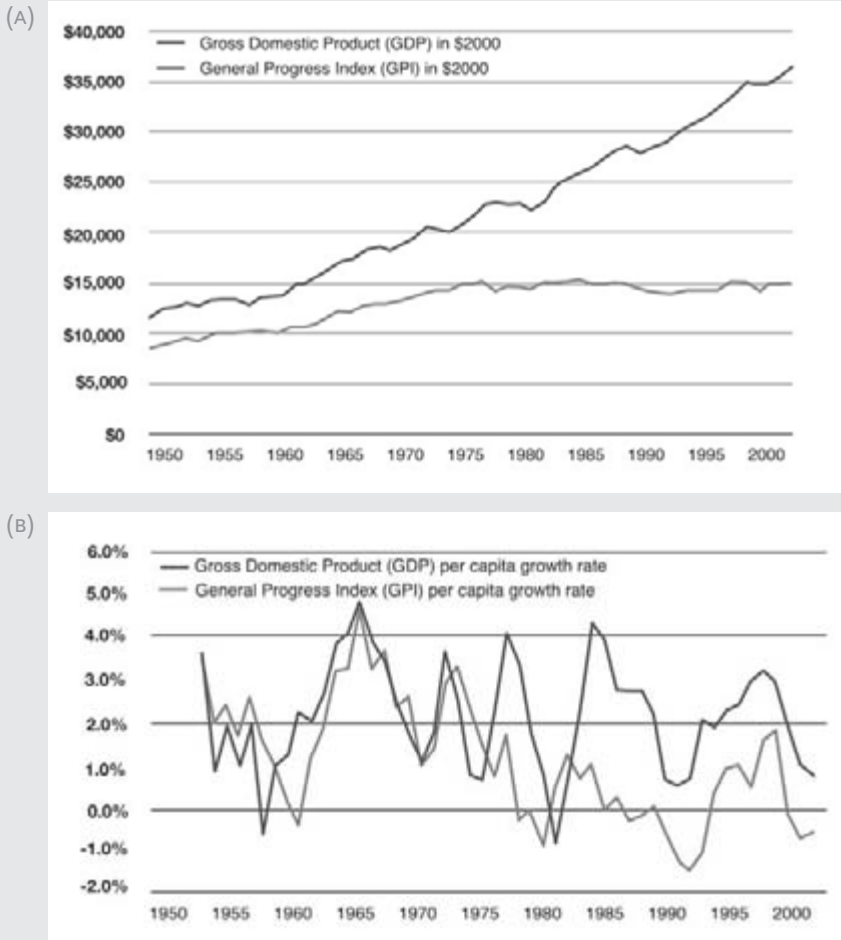 (A)
$40,000
Gross Domestic Product (GDP) in $2000
General Progress Index (GPI) in $2000
$35,000
$30,000
$25,000
$20,000
$15,000
$10,000
$5,000
$0
1950 1955 1960 1965 1970 1975 1980 1985 1990 1995 2000
(B)
6.0%
Gross Domestic Product (GDP) per capita growth rate
5.0%
General Progress Index (GPI) per capita growth rate
4.0%
3.0%
2.0%
1.0%
0.0%
-1.0%
-2.0%
1950 1955 1960 1965 1970 1975 1980 1985 1990 1995 2000